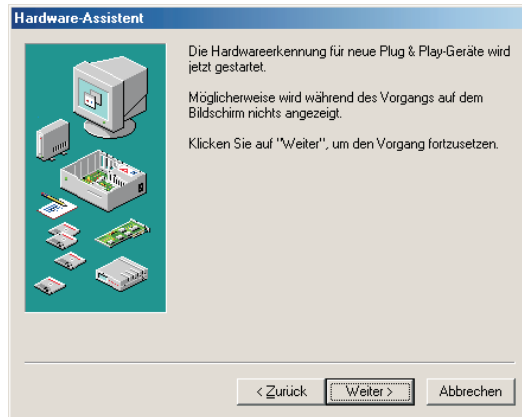 Hardware-Assistent
Die Hardwareerkennung für neue Plug & Play-Geräte wird
jetzt gestartet.
Möglicherweise wird während des Vorgangs auf dem
Bildschirm nichts angezeigt.
Klicken Sie auf "Weiter", um den Vorgang fortzusetzen.
< Zurück Weiter > Abbrechen